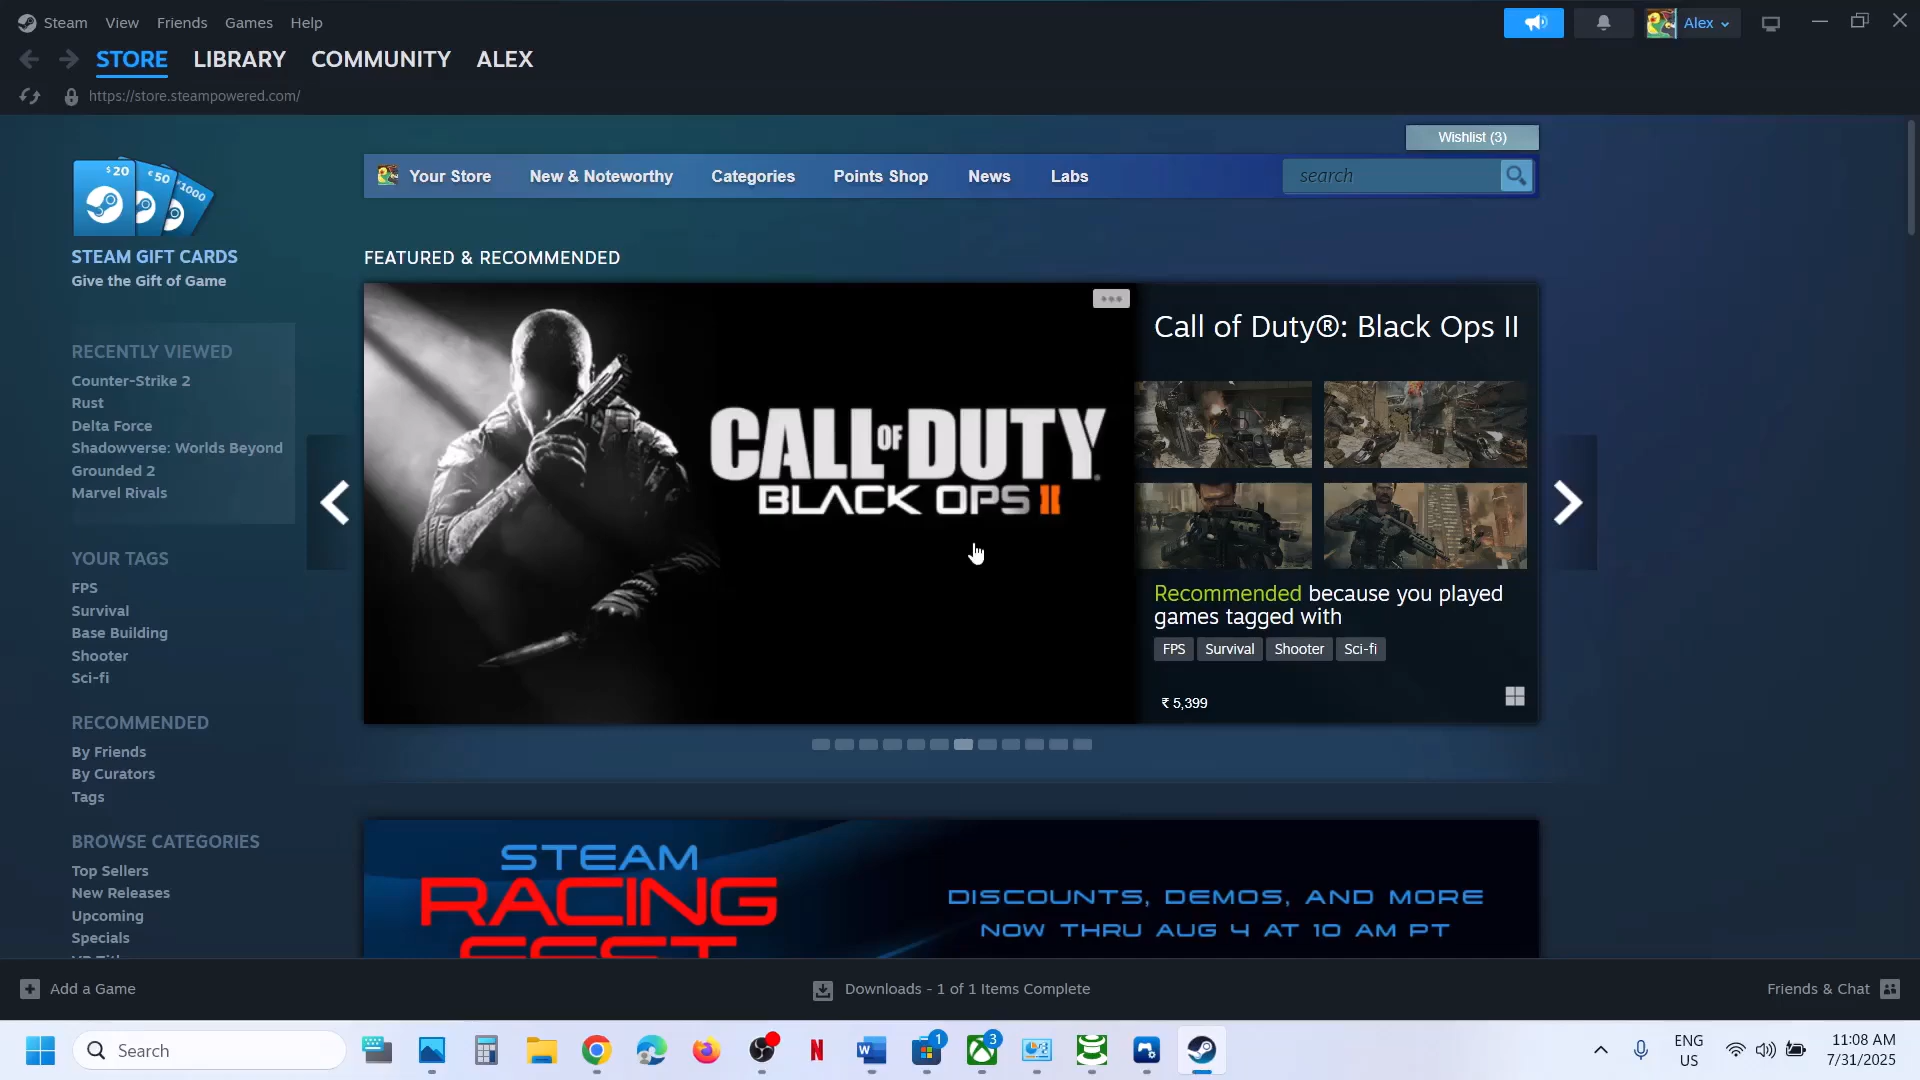 Steam View Friends Games Help
Alex
STORE LIBRARY COMMUNITY ALEX
https://store.steampowered.com/
Wishlist (3)
Your Store New & Noteworthy Categories Points Shop News Labs
search
$20 €50 ¥1000
STEAM GIFT CARDS
Give the Gift of Game
FEATURED & RECOMMENDED
CALL OF DUTY
BLACK OPS II
Call of Duty®: Black Ops II
Recommended because you played
games tagged with
FPS Survival Shooter Sci-fi
₹ 5,399
RECENTLY VIEWED
Counter-Strike 2
Rust
Delta Force
Shadowverse: Worlds Beyond
Grounded 2
Marvel Rivals
YOUR TAGS
FPS
Survival
Base Building
Shooter
Sci-fi
RECOMMENDED
By Friends
By Curators
Tags
BROWSE CATEGORIES
Top Sellers
New Releases
Upcoming
Specials
STEAM
RACING
FEST
DISCOUNTS, DEMOS, AND MORE
NOW THRU AUG 4 AT 10 AM PT
Add a Game
Downloads - 1 of 1 Items Complete
Friends & Chat
Search
1
3
ENG
US
11:08 AM
7/31/2025